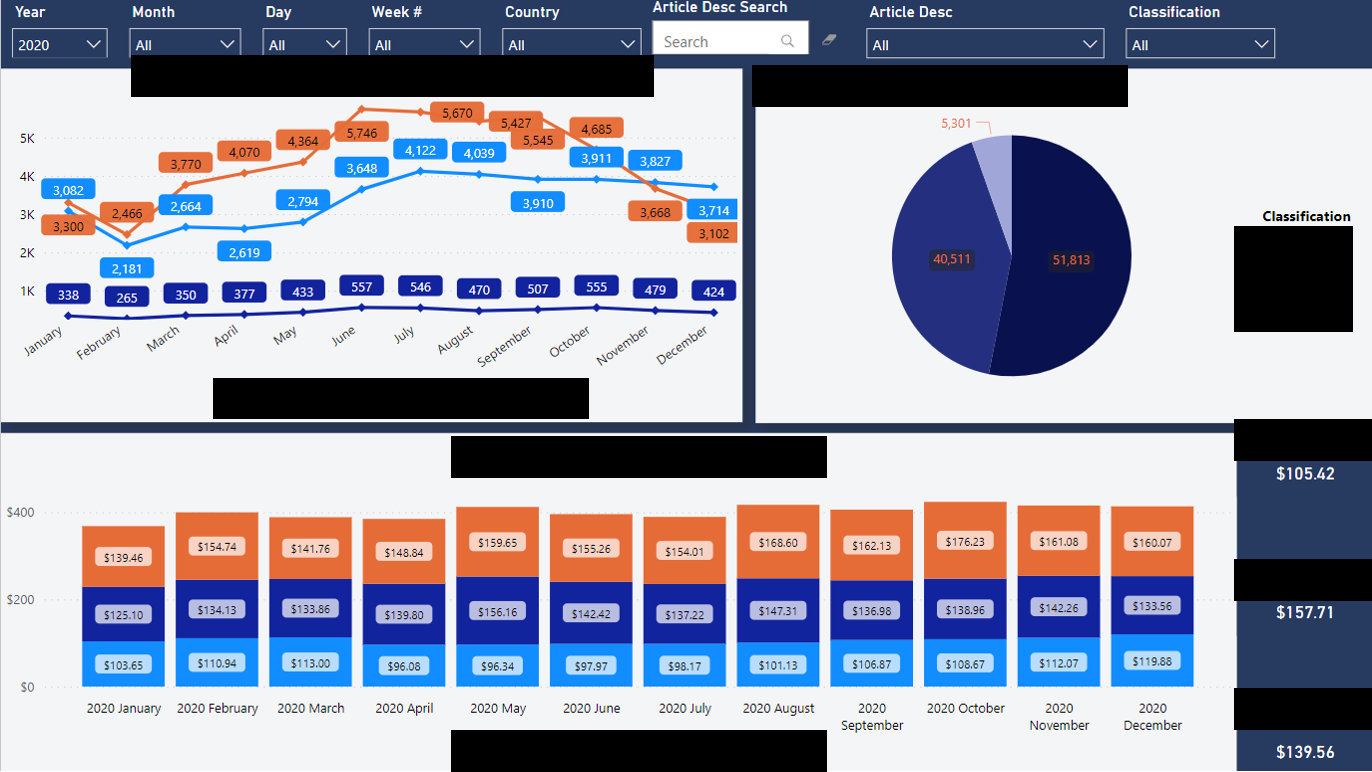 Year
Month
Day
Week #
Country
Article Desc Search
Article Desc
Classification
2020
All
All
All
All
Search
All
All
5K
4K
3K
2K
1K
3,300
2,466
3,770
4,070
4,364
5,746
5,670
5,427
5,545
4,685
3,668
3,102
3,082
2,181
2,664
2,619
2,794
3,648
4,122
4,039
3,910
3,911
3,827
3,714
338
265
350
377
433
557
546
470
507
555
479
424
January
February
March
April
May
June
July
August
September
October
November
December
5,301
40,511
51,813
Classification
$400
$200
$0
$139.46
$154.74
$141.76
$148.84
$159.65
$155.26
$154.01
$168.60
$162.13
$176.23
$161.08
$160.07
$125.10
$134.13
$133.86
$139.80
$156.16
$142.42
$137.22
$147.31
$136.98
$138.96
$142.26
$133.56
$103.65
$110.94
$113.00
$96.08
$96.34
$97.97
$98.17
$101.13
$106.87
$108.67
$112.07
$119.88
2020 January
2020 February
2020 March
2020 April
2020 May
2020 June
2020 July
2020 August
2020
September
2020 October
2020
November
2020
December
$105.42
$157.71
$139.56